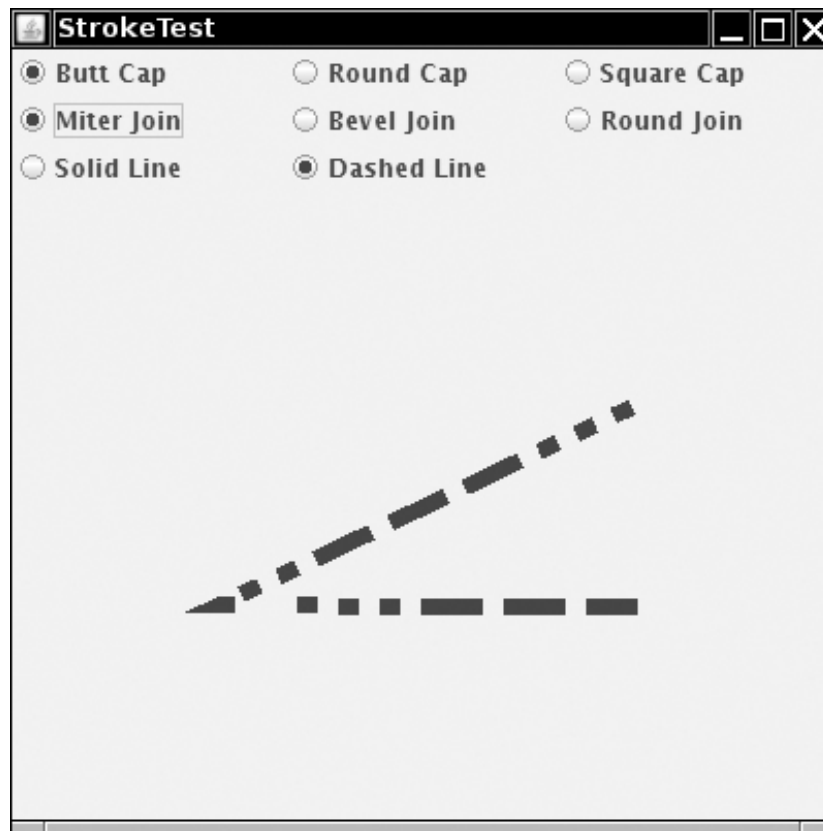 StrokeTest
Butt Cap Round Cap Square Cap
Miter Join Bevel Join Round Join
Solid Line Dashed Line